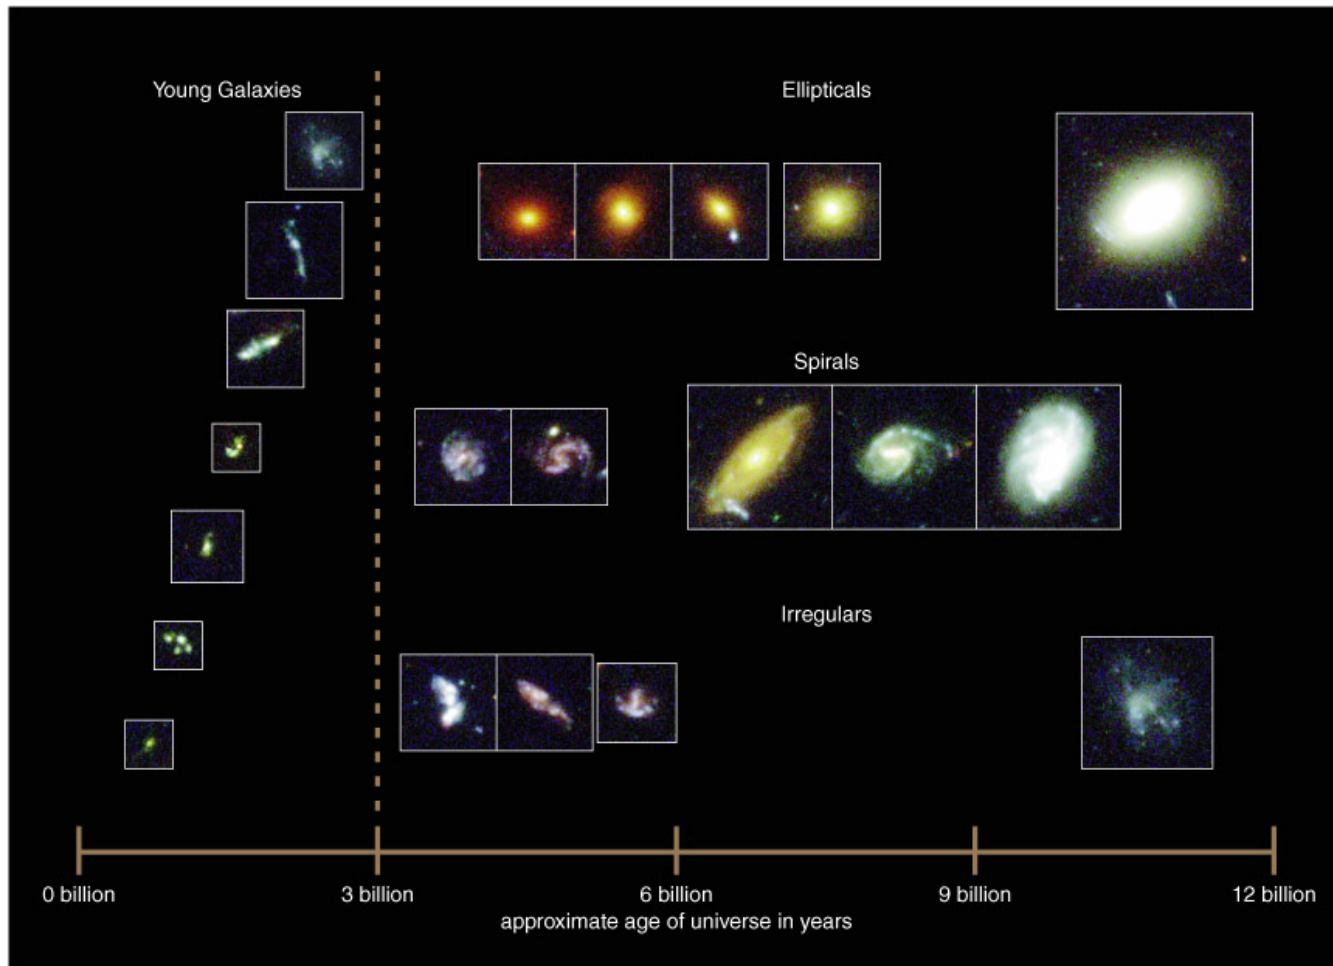 Young Galaxies
Ellipticals
Spirals
Irregulars
0 billion
3 billion
6 billion
9 billion
12 billion
approximate age of universe in years